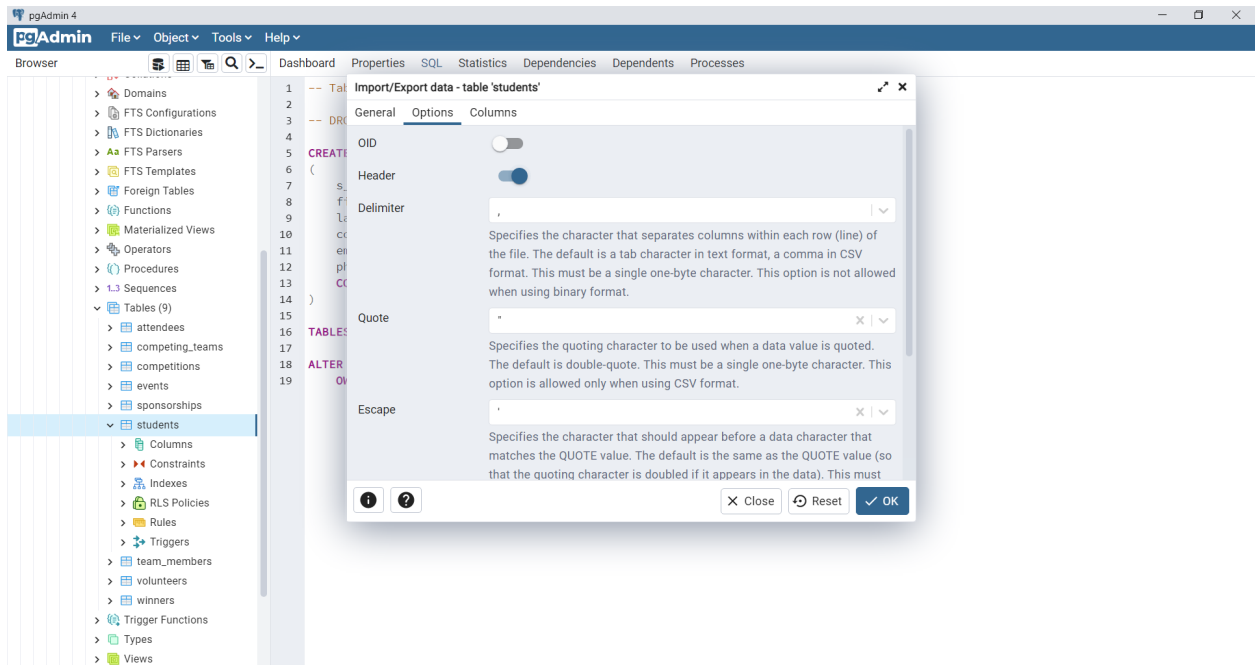 pgAdmin 4
pgAdmin File Object Tools Help
Browser
Dashboard Properties SQL Statistics Dependencies Dependents Processes
Domains
FTS Configurations
FTS Dictionaries
FTS Parsers
FTS Templates
Foreign Tables
Functions
Materialized Views
Operators
Procedures
1..3 Sequences
Tables (9)
attendees
competing_teams
competitions
events
sponsorships
students
Columns
Constraints
Indexes
RLS Policies
Rules
Triggers
team_members
volunteers
winners
Trigger Functions
Types
Views
1 -- Tab
2
3 -- DRO
4
5 CREATE
6 (
7 s_
8 f
9 la
10 co
11 em
12 ph
13 CO
14 )
15
16 TABLES
17
18 ALTER
19 OW
Import/Export data - table 'students'
General Options Columns
OID
Header
Delimiter
,
Specifies the character that separates columns within each row (line) of
the file. The default is a tab character in text format, a comma in CSV
format. This must be a single one-byte character. This option is not allowed
when using binary format.
Quote
"
Specifies the quoting character to be used when a data value is quoted.
The default is double-quote. This must be a single one-byte character. This
option is allowed only when using CSV format.
Escape
'
Specifies the character that should appear before a data character that
matches the QUOTE value. The default is the same as the QUOTE value (so
that the quoting character is doubled if it appears in the data). This must
Close Reset OK